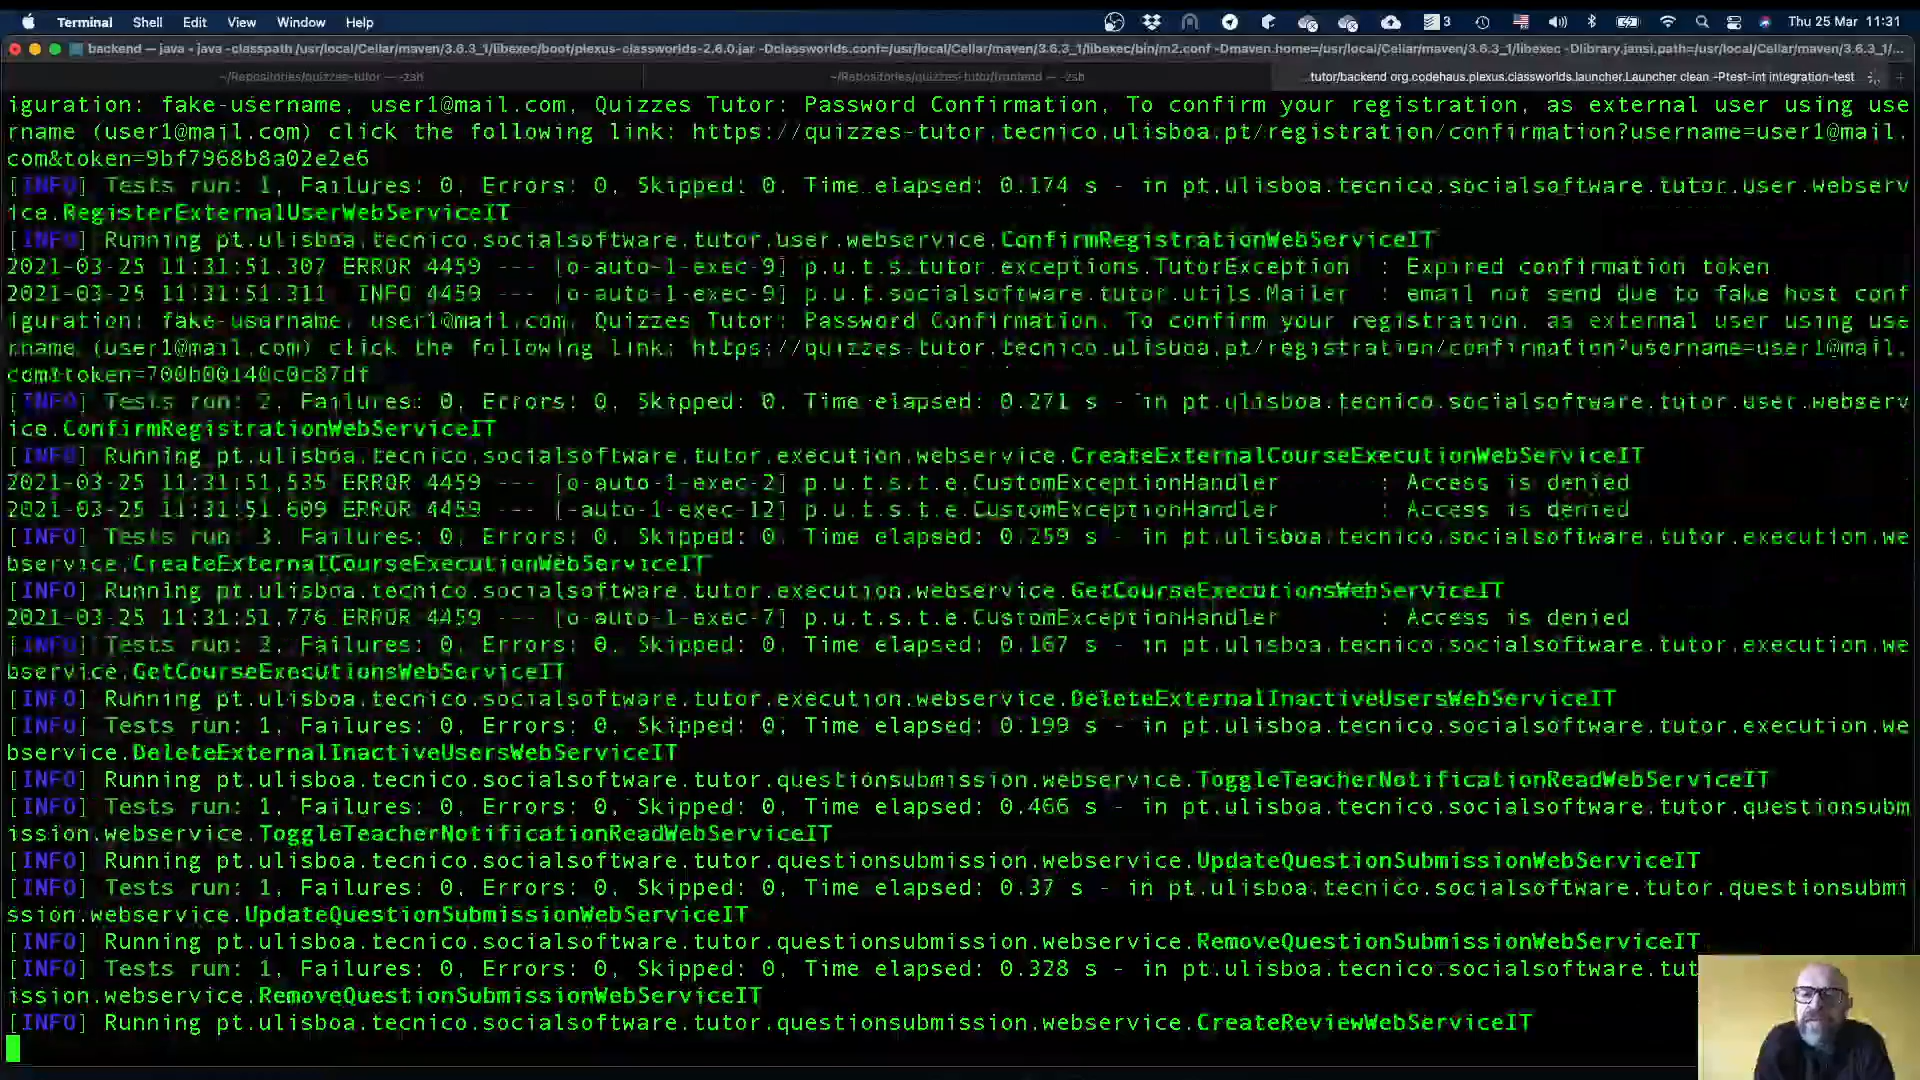 Terminal Shell Edit View Window Help 3 Thu 25 Mar 11:31
backend — java - java -classpath /usr/local/Cellar/maven/3.6.3_1/libexec/boot/plexus-classworlds-2.6.0.jar -Dclassworlds.conf=/usr/local/Cellar/maven/3.6.3_1/libexec/bin/m2.conf -Dmaven.home=/usr/local/Cellar/maven/3.6.3_1/libexec -Dlibrary.jansi.path=/usr/local/Cellar/maven/3.6.3_1/...
~/Repositories/quizzes-tutor — -zsh ~/Repositories/quizzes-tutor/frontend — -zsh ...tutor/backend org.codehaus.plexus.classworlds.launcher.Launcher clean -Ptest-int integration-test
iguration: fake-username, user1@mail.com, Quizzes Tutor: Password Confirmation, To confirm your registration, as external user using use
rname (user1@mail.com) click the following link: https://quizzes-tutor.tecnico.ulisboa.pt/registration/confirmation?username=user1@mail.
com&token=9bf7968b8a02e2e6
[INFO] Tests run: 1, Failures: 0, Errors: 0, Skipped: 0, Time elapsed: 0.174 s - in pt.ulisboa.tecnico.socialsoftware.tutor.user.webserv
ice.RegisterExternalUserWebServiceIT
[INFO] Running pt.ulisboa.tecnico.socialsoftware.tutor.user.webservice.ConfirmRegistrationWebServiceIT
2021-03-25 11:31:51.307 ERROR 4459 --- [o-auto-1-exec-9] p.u.t.s.tutor.exceptions.TutorException : Expired confirmation token
2021-03-25 11:31:51.311 INFO 4459 --- [o-auto-1-exec-9] p.u.t.socialsoftware.tutor.utils.Mailer : email not send due to fake host conf
iguration: fake-username, user1@mail.com, Quizzes Tutor: Password Confirmation, To confirm your registration, as external user using use
rname (user1@mail.com) click the following link: https://quizzes-tutor.tecnico.ulisboa.pt/registration/confirmation?username=user1@mail.
com&token=700b00140c0c87df
[INFO] Tests run: 2, Failures: 0, Errors: 0, Skipped: 0, Time elapsed: 0.271 s - in pt.ulisboa.tecnico.socialsoftware.tutor.user.webserv
ice.ConfirmRegistrationWebServiceIT
[INFO] Running pt.ulisboa.tecnico.socialsoftware.tutor.execution.webservice.CreateExternalCourseExecutionWebServiceIT
2021-03-25 11:31:51.535 ERROR 4459 --- [o-auto-1-exec-2] p.u.t.s.t.e.CustomExceptionHandler : Access is denied
2021-03-25 11:31:51.609 ERROR 4459 --- [-auto-1-exec-12] p.u.t.s.t.e.CustomExceptionHandler : Access is denied
[INFO] Tests run: 3, Failures: 0, Errors: 0, Skipped: 0, Time elapsed: 0.259 s - in pt.ulisboa.tecnico.socialsoftware.tutor.execution.we
bservice.CreateExternalCourseExecutionWebServiceIT
[INFO] Running pt.ulisboa.tecnico.socialsoftware.tutor.execution.webservice.GetCourseExecutionsWebServiceIT
2021-03-25 11:31:51.776 ERROR 4459 --- [o-auto-1-exec-7] p.u.t.s.t.e.CustomExceptionHandler : Access is denied
[INFO] Tests run: 2, Failures: 0, Errors: 0, Skipped: 0, Time elapsed: 0.167 s - in pt.ulisboa.tecnico.socialsoftware.tutor.execution.we
bservice.GetCourseExecutionsWebServiceIT
[INFO] Running pt.ulisboa.tecnico.socialsoftware.tutor.execution.webservice.DeleteExternalInactiveUsersWebServiceIT
[INFO] Tests run: 1, Failures: 0, Errors: 0, Skipped: 0, Time elapsed: 0.199 s - in pt.ulisboa.tecnico.socialsoftware.tutor.execution.we
bservice.DeleteExternalInactiveUsersWebServiceIT
[INFO] Running pt.ulisboa.tecnico.socialsoftware.tutor.questionsubmission.webservice.ToggleTeacherNotificationReadWebServiceIT
[INFO] Tests run: 1, Failures: 0, Errors: 0, Skipped: 0, Time elapsed: 0.466 s - in pt.ulisboa.tecnico.socialsoftware.tutor.questionsubm
ission.webservice.ToggleTeacherNotificationReadWebServiceIT
[INFO] Running pt.ulisboa.tecnico.socialsoftware.tutor.questionsubmission.webservice.UpdateQuestionSubmissionWebServiceIT
[INFO] Tests run: 1, Failures: 0, Errors: 0, Skipped: 0, Time elapsed: 0.37 s - in pt.ulisboa.tecnico.socialsoftware.tutor.questionsubmi
ssion.webservice.UpdateQuestionSubmissionWebServiceIT
[INFO] Running pt.ulisboa.tecnico.socialsoftware.tutor.questionsubmission.webservice.RemoveQuestionSubmissionWebServiceIT
[INFO] Tests run: 1, Failures: 0, Errors: 0, Skipped: 0, Time elapsed: 0.328 s - in pt.ulisboa.tecnico.socialsoftware.tut
ission.webservice.RemoveQuestionSubmissionWebServiceIT
[INFO] Running pt.ulisboa.tecnico.socialsoftware.tutor.questionsubmission.webservice.CreateReviewWebServiceIT